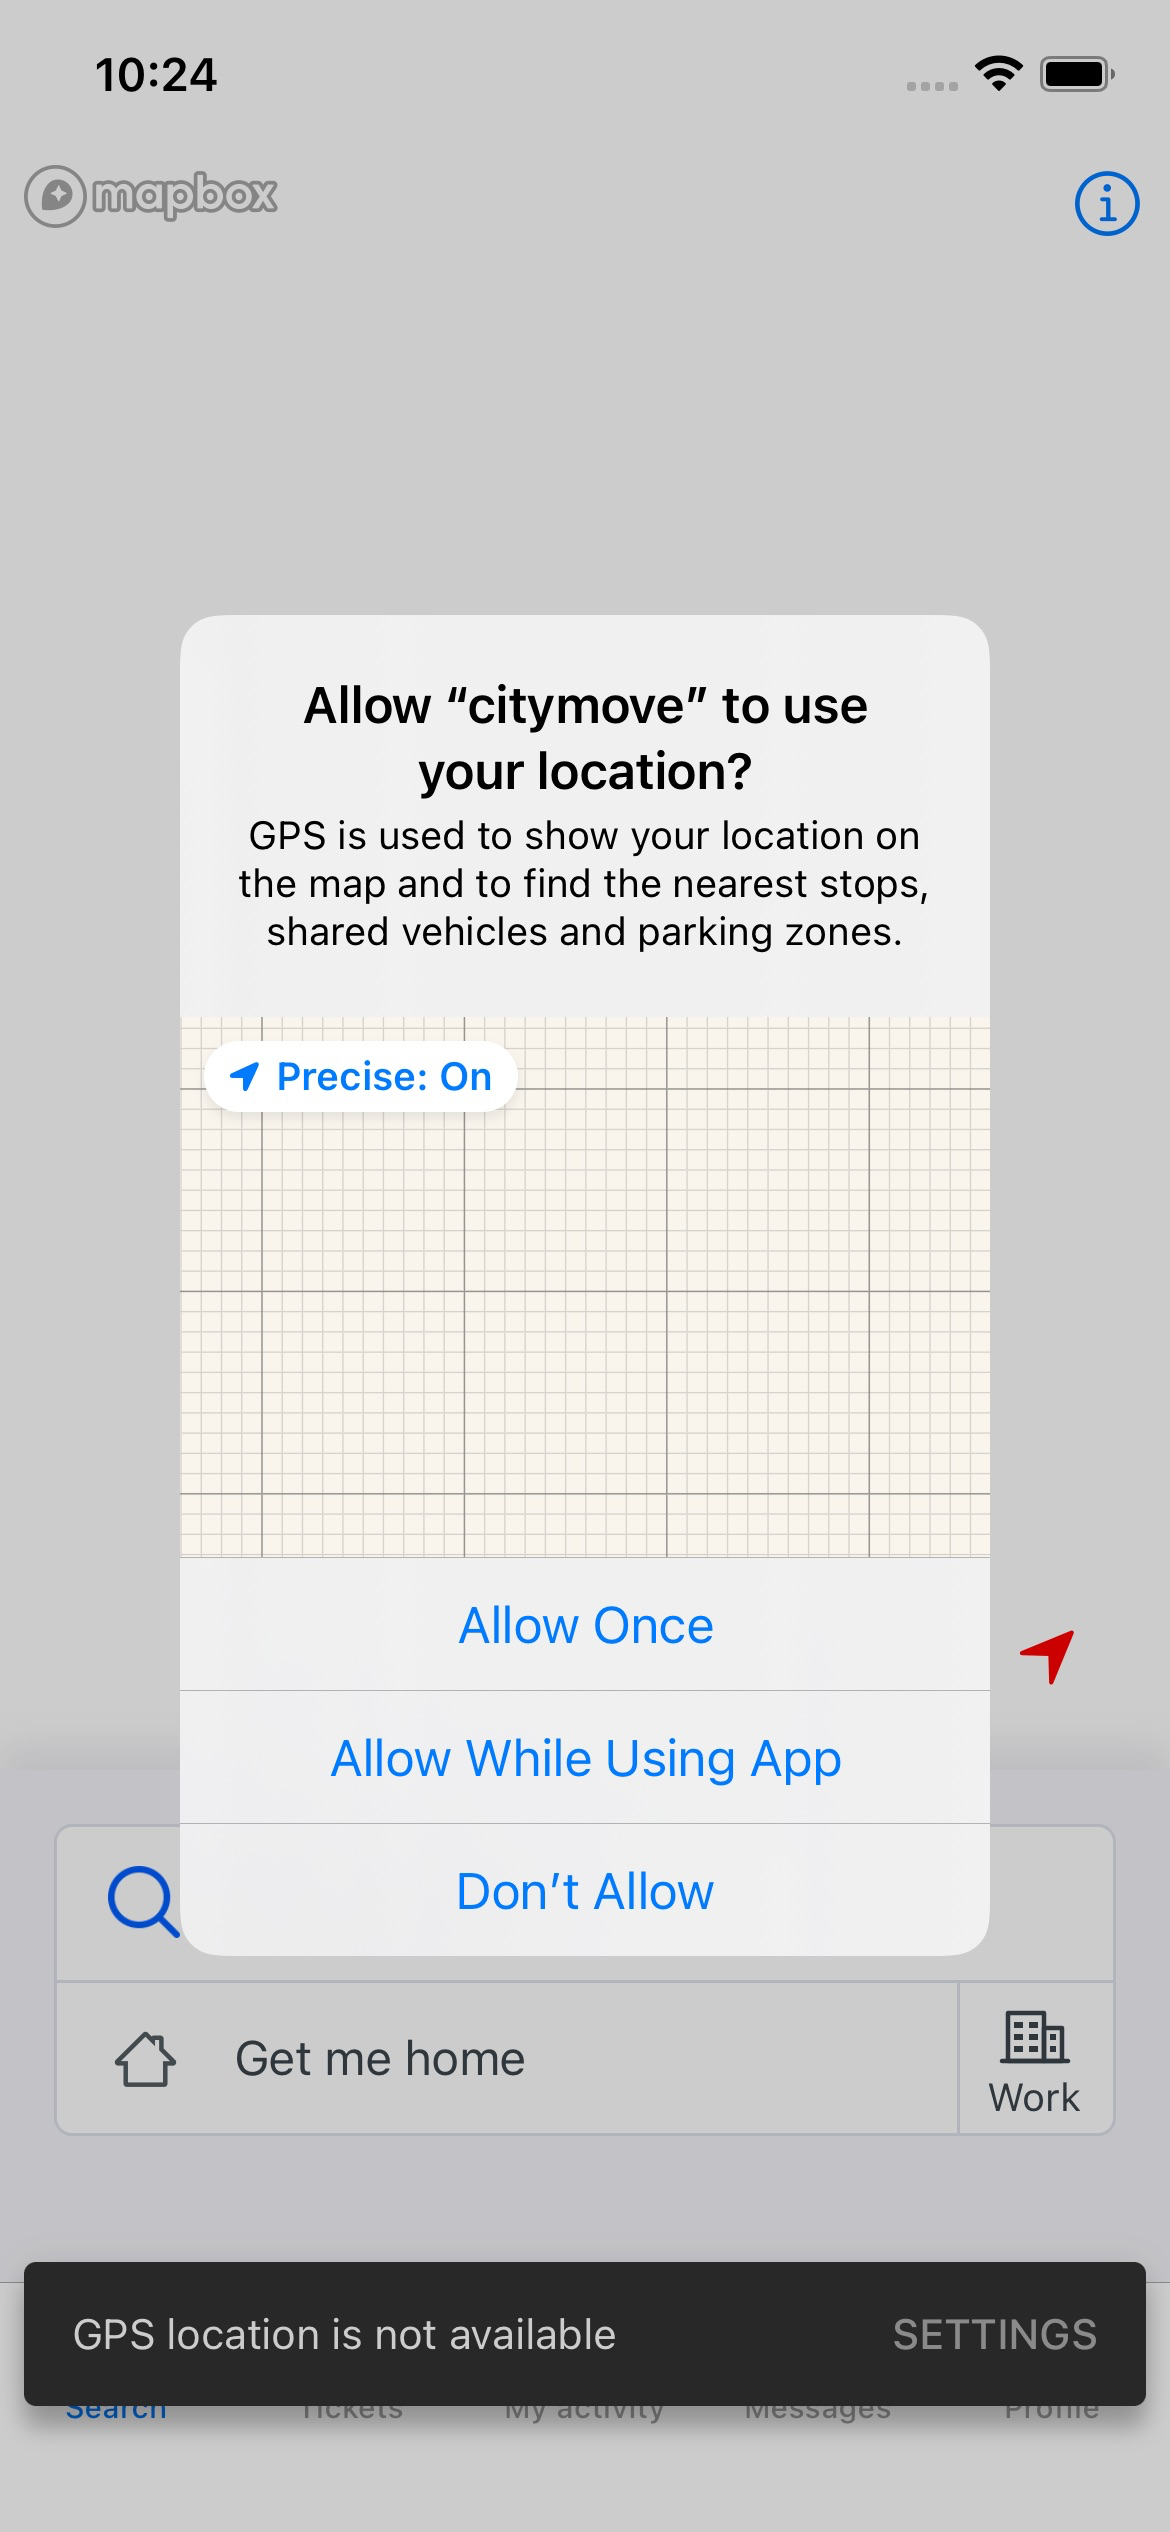 10:24
mapbox
Allow “citymove” to use
your location?
GPS is used to show your location on
the map and to find the nearest stops,
shared vehicles and parking zones.
Precise: On
Allow Once
Allow While Using App
Don’t Allow
Get me home
Work
GPS location is not available
SETTINGS
Search
Tickets
My activity
Messages
Profile